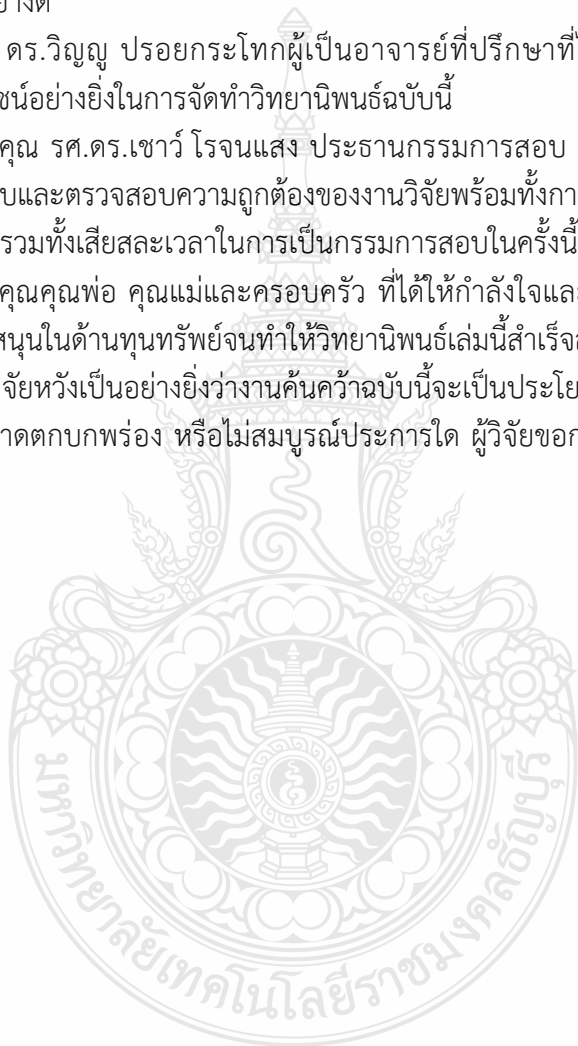 อย่างดี
ดร.วิญญู ปรอยกระโทกผู้เป็นอาจารย์ที่ปรึกษาที่
ชน์อย่างยิ่งในการจัดทำวิทยานิพนธ์ฉบับนี้
คุณ รศ.ดร.เชาว์ โรจนแสง ประธานกรรมการสอบ
บและตรวจสอบความถูกต้องของงานวิจัยพร้อมทั้งกา
รวมทั้งเสียสละเวลาในการเป็นกรรมการสอบในครั้งนี้
คุณคุณพ่อ คุณแม่และครอบครัว ที่ได้ให้กำลังใจและ
สนุนในด้านทุนทรัพย์จนทำให้วิทยานิพนธ์เล่มนี้สำเร็จ
จัยหวังเป็นอย่างยิ่งว่างานค้นคว้าฉบับนี้จะเป็นประโย
าดตกบกพร่อง หรือไม่สมบูรณ์ประการใด ผู้วิจัยขอก
มหาวิทยาลัยเทคโนโลยีราชมงคลธัญบุรี